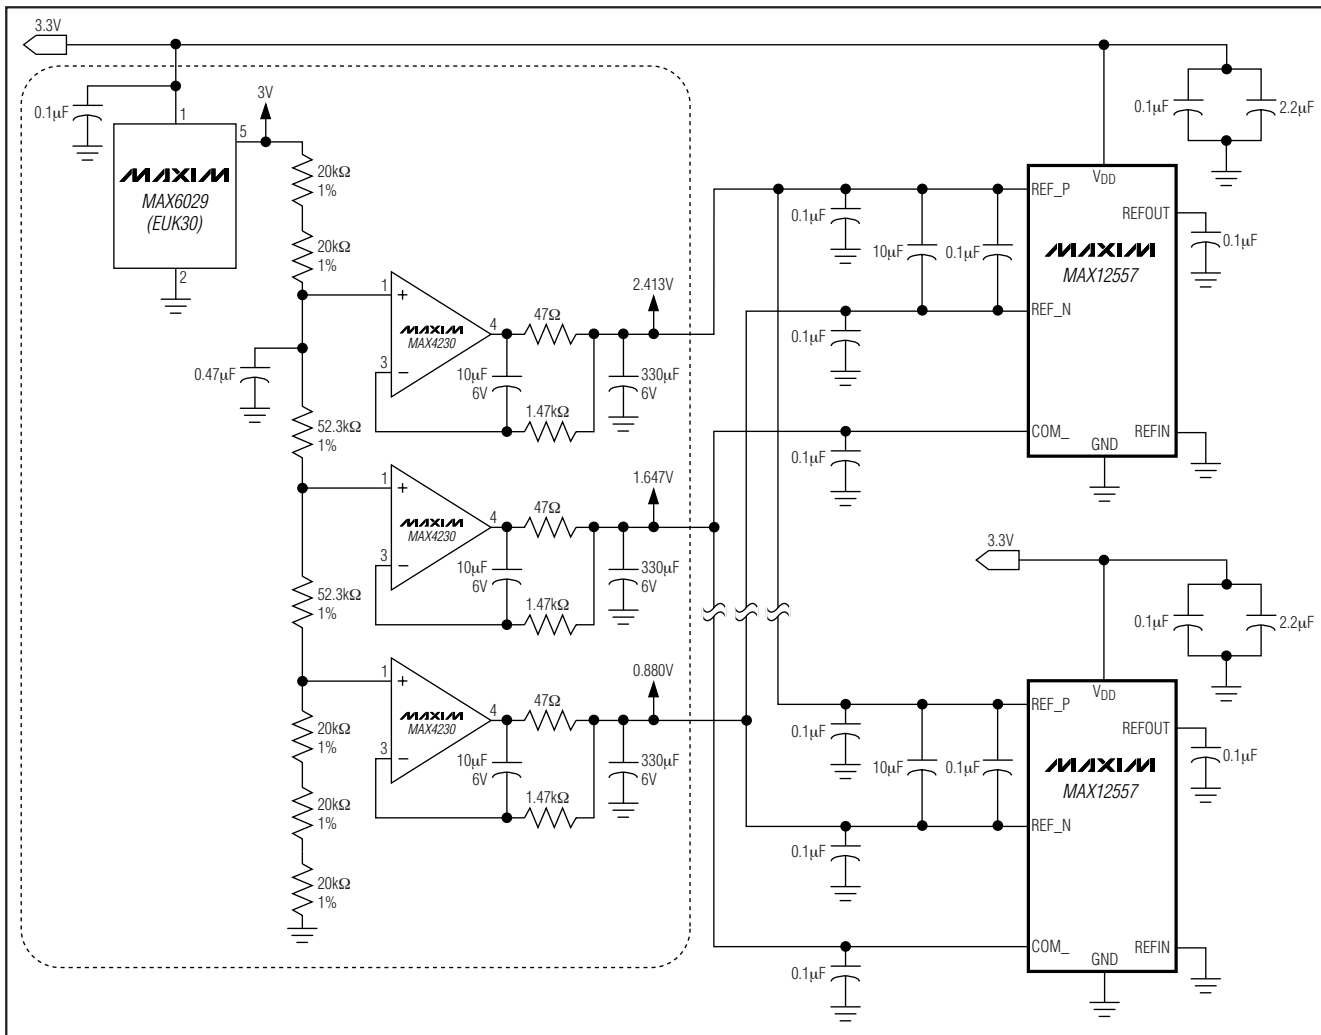 3.3V
0.1µF
1
3V
5
MAXIM
MAX6029
(EUK30)
2
20kΩ
1%
20kΩ
1%
0.47µF
52.3kΩ
1%
52.3kΩ
1%
20kΩ
1%
20kΩ
1%
20kΩ
1%
1
+
MAXIM
MAX4230
3
−
4
47Ω
10µF
6V
1.47kΩ
2.413V
330µF
6V
1
+
MAXIM
MAX4230
3
−
4
47Ω
10µF
6V
1.47kΩ
1.647V
330µF
6V
1
+
MAXIM
MAX4230
3
−
4
47Ω
10µF
6V
1.47kΩ
0.880V
330µF
6V
0.1µF
2.2µF
0.1µF
10µF
0.1µF
0.1µF
0.1µF
VDD
REF_P
REFOUT
0.1µF
MAXIM
MAX12557
REF_N
COM_
REFIN
GND
3.3V
0.1µF
2.2µF
0.1µF
10µF
0.1µF
0.1µF
0.1µF
VDD
REF_P
REFOUT
0.1µF
MAXIM
MAX12557
REF_N
COM_
REFIN
GND